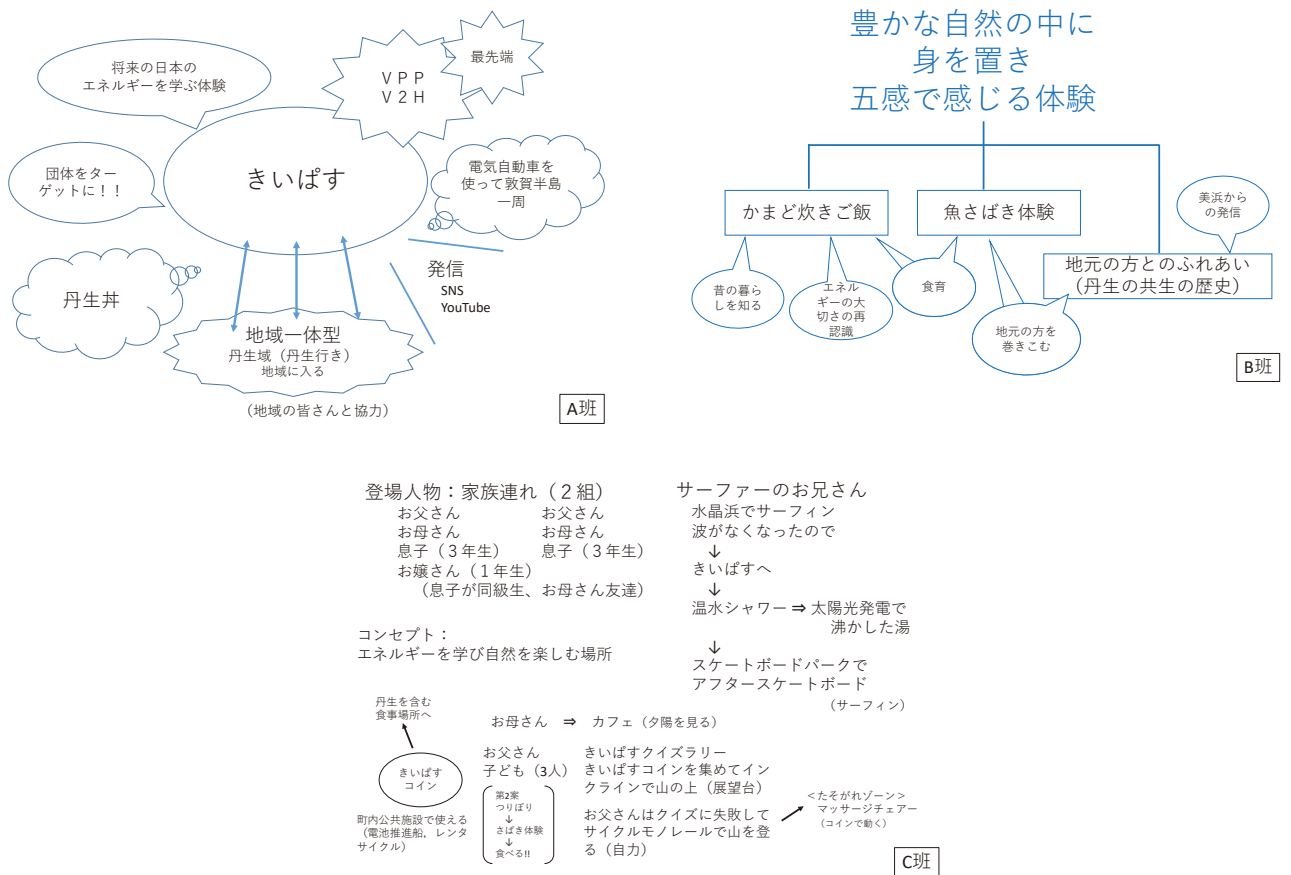 将来の日本の
エネルギーを学ぶ体験
ＶＰＰ
Ｖ２Ｈ
最先端
団体をター
ゲットに！！
きいぱす
電気自動車を
使って敦賀半島
一周
発信
SNS
YouTube
丹生丼
地域一体型
丹生域（丹生行き）
地域に入る
（地域の皆さんと協力）
A班
豊かな自然の中に
身を置き
五感で感じる体験
かまど炊きご飯
魚さばき体験
美浜から
の発信
地元の方とのふれあい
（丹生の共生の歴史）
昔の暮ら
しを知る
エネル
ギーの大
切さの再
認識
食育
地元の方を
巻きこむ
B班
登場人物：家族連れ（２組）
お父さん　お父さん
お母さん　お母さん
息子（３年生）　息子（３年生）
お嬢さん（１年生）
（息子が同級生、お母さん友達）
コンセプト：
エネルギーを学び自然を楽しむ場所
サーファーのお兄さん
水晶浜でサーフィン
波がなくなったので
↓
きいぱすへ
↓
温水シャワー ⇒ 太陽光発電で
沸かした湯
↓
スケートボードパークで
アフタースケートボード
（サーフィン）
丹生を含む
食事場所へ
きいぱす
コイン
町内公共施設で使える
（電池推進船，レンタ
サイクル）
お母さん ⇒ カフェ（夕陽を見る）
お父さん
子ども（3人）
きいぱすクイズラリー
きいぱすコインを集めてイン
クラインで山の上（展望台）
第2案
つりぼり
↓
さばき体験
↓
食べる!!
お父さんはクイズに失敗して
サイクルモノレールで山を登
る（自力）
＜たそがれゾーン＞
マッサージチェアー
（コインで動く）
C班